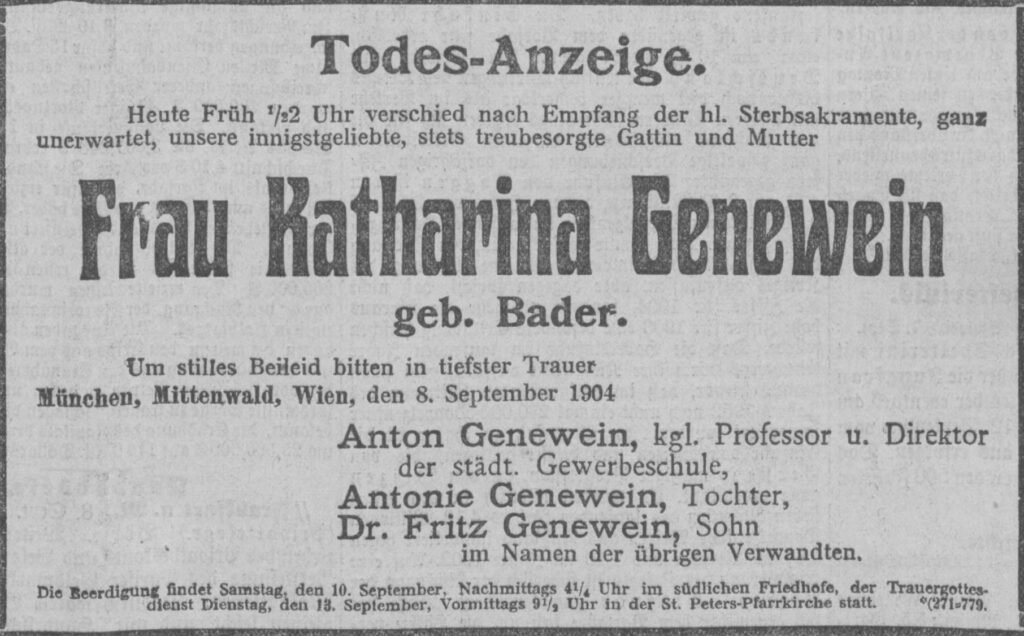 Todes-Anzeige.
Heute Früh ½2 Uhr verschied nach Empfang der hl. Sterbsakramente, ganz
unerwartet, unsere innigstgeliebte, stets treubesorgte Gattin und Mutter
Frau Katharina Genewein
geb. Bader.
Um stilles Beileid bitten in tiefster Trauer
München, Mittenwald, Wien, den 8. September 1904
Anton Genewein, kgl. Professor u. Direktor
der städt. Gewerbeschule,
Antonie Genewein, Tochter,
Dr. Fritz Genewein, Sohn
im Namen der übrigen Verwandten.
Die Beerdigung findet Samstag, den 10. September, Nachmittags 4¼ Uhr im südlichen Friedhofe, der Trauergottes-
dienst Dienstag, den 13. September, Vormittags 9½ Uhr in der St. Peters-Pfarrkirche statt. *(271=779.